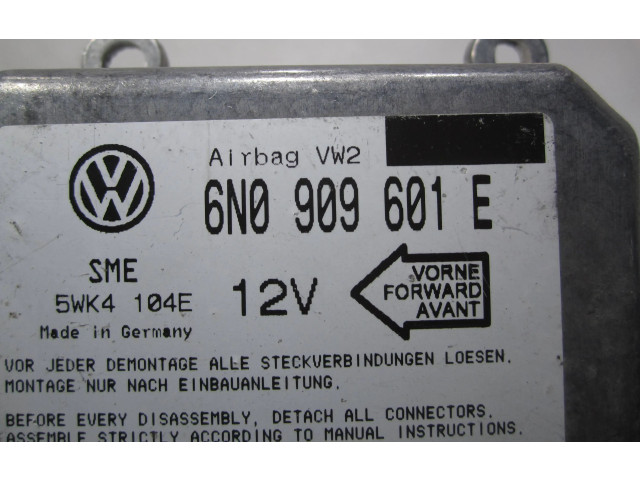 Airbag VW2
6N0 909 601 E
SME
5WK4 104E
12V
VORNE
FORWARD
AVANT
Made in Germany
VOR JEDER DEMONTAGE ALLE STECKVERBINDUNGEN LOESEN.
MONTAGE NUR NACH EINBAUANLEITUNG.
BEFORE EVERY DISASSEMBLY, DETACH ALL CONNECTORS.
ASSEMBLE STRICTLY ACCORDING TO MANUAL INSTRUCTIONS.